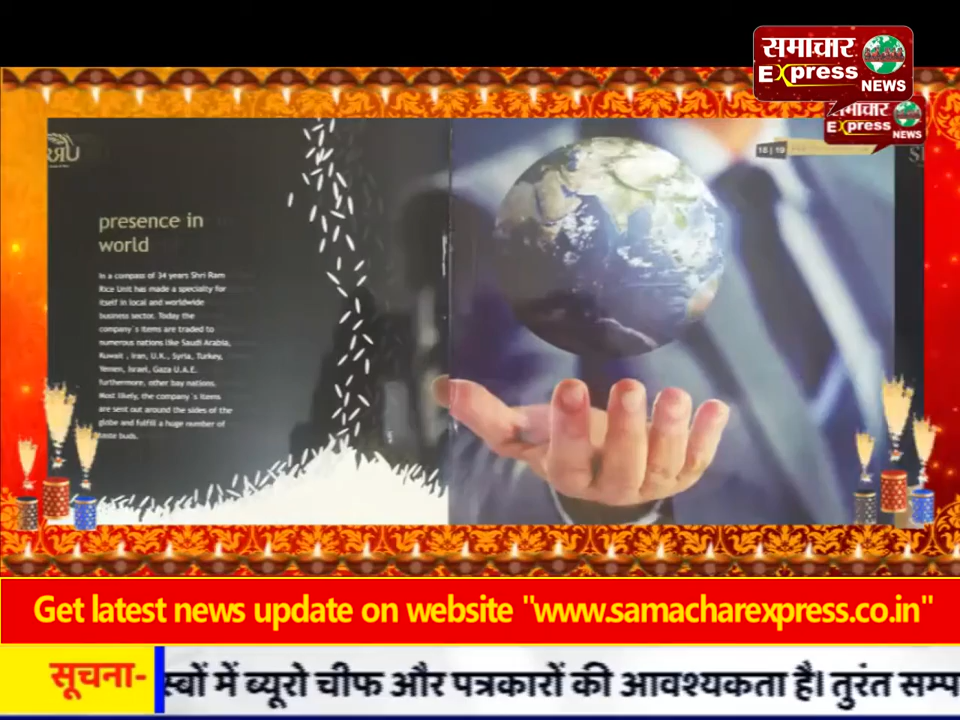 समाचार
Express
NEWS
समाचार
Express
NEWS
18 | 19
presence in
world
In a compass of 34 years Shri Ram
Rice Unit has made a specialty for
itself in local and worldwide
business sector. Today the
company`s items are traded to
numerous nations like Saudi Arabia,
Kuwait , Iran, U.K., Syria, Turkey,
Yemen, Israel, Gaza U.A.E.
furthermore, other bay nations.
Most likely, the company`s items
are sent out around the sides of the
globe and fulfill a huge number of
taste buds.
Get latest news update on website "www.samacharexpress.co.in"
सूचना- स्बों में ब्यूरो चीफ और पत्रकारों की आवश्यकता है। तुरंत सम्प